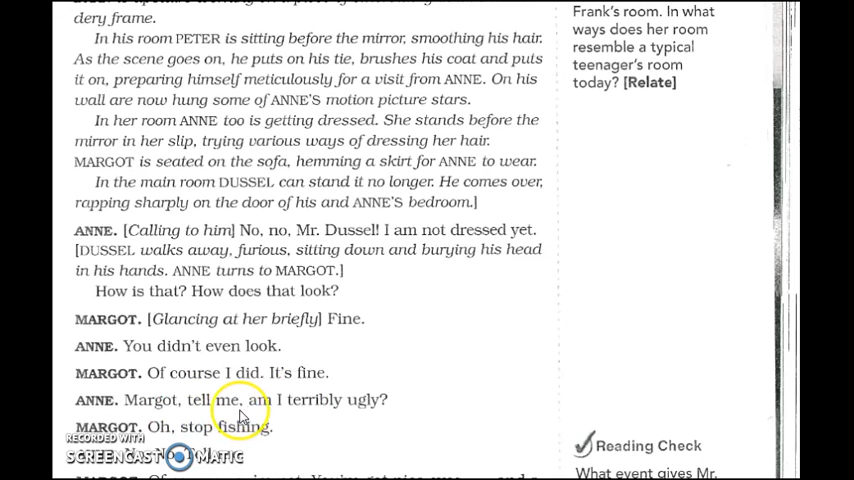 dery frame.
In his room PETER is sitting before the mirror, smoothing his hair.
As the scene goes on, he puts on his tie, brushes his coat and puts
it on, preparing himself meticulously for a visit from ANNE. On his
wall are now hung some of ANNE'S motion picture stars.
In her room ANNE too is getting dressed. She stands before the
mirror in her slip, trying various ways of dressing her hair.
MARGOT is seated on the sofa, hemming a skirt for ANNE to wear.
In the main room DUSSEL can stand it no longer. He comes over,
rapping sharply on the door of his and ANNE'S bedroom.]
ANNE. [Calling to him] No, no, Mr. Dussel! I am not dressed yet.
[DUSSEL walks away, furious, sitting down and burying his head
in his hands. ANNE turns to MARGOT.]
How is that? How does that look?
MARGOT. [Glancing at her briefly] Fine.
ANNE. You didn't even look.
MARGOT. Of course I did. It's fine.
ANNE. Margot, tell me, am I terribly ugly?
MARGOT. Oh, stop fishing.
RECORDED WITH
SCREENCAST MATIC
Frank's room. In what
ways does her room
resemble a typical
teenager's room
today? [Relate]
Reading Check
What event gives Mr.